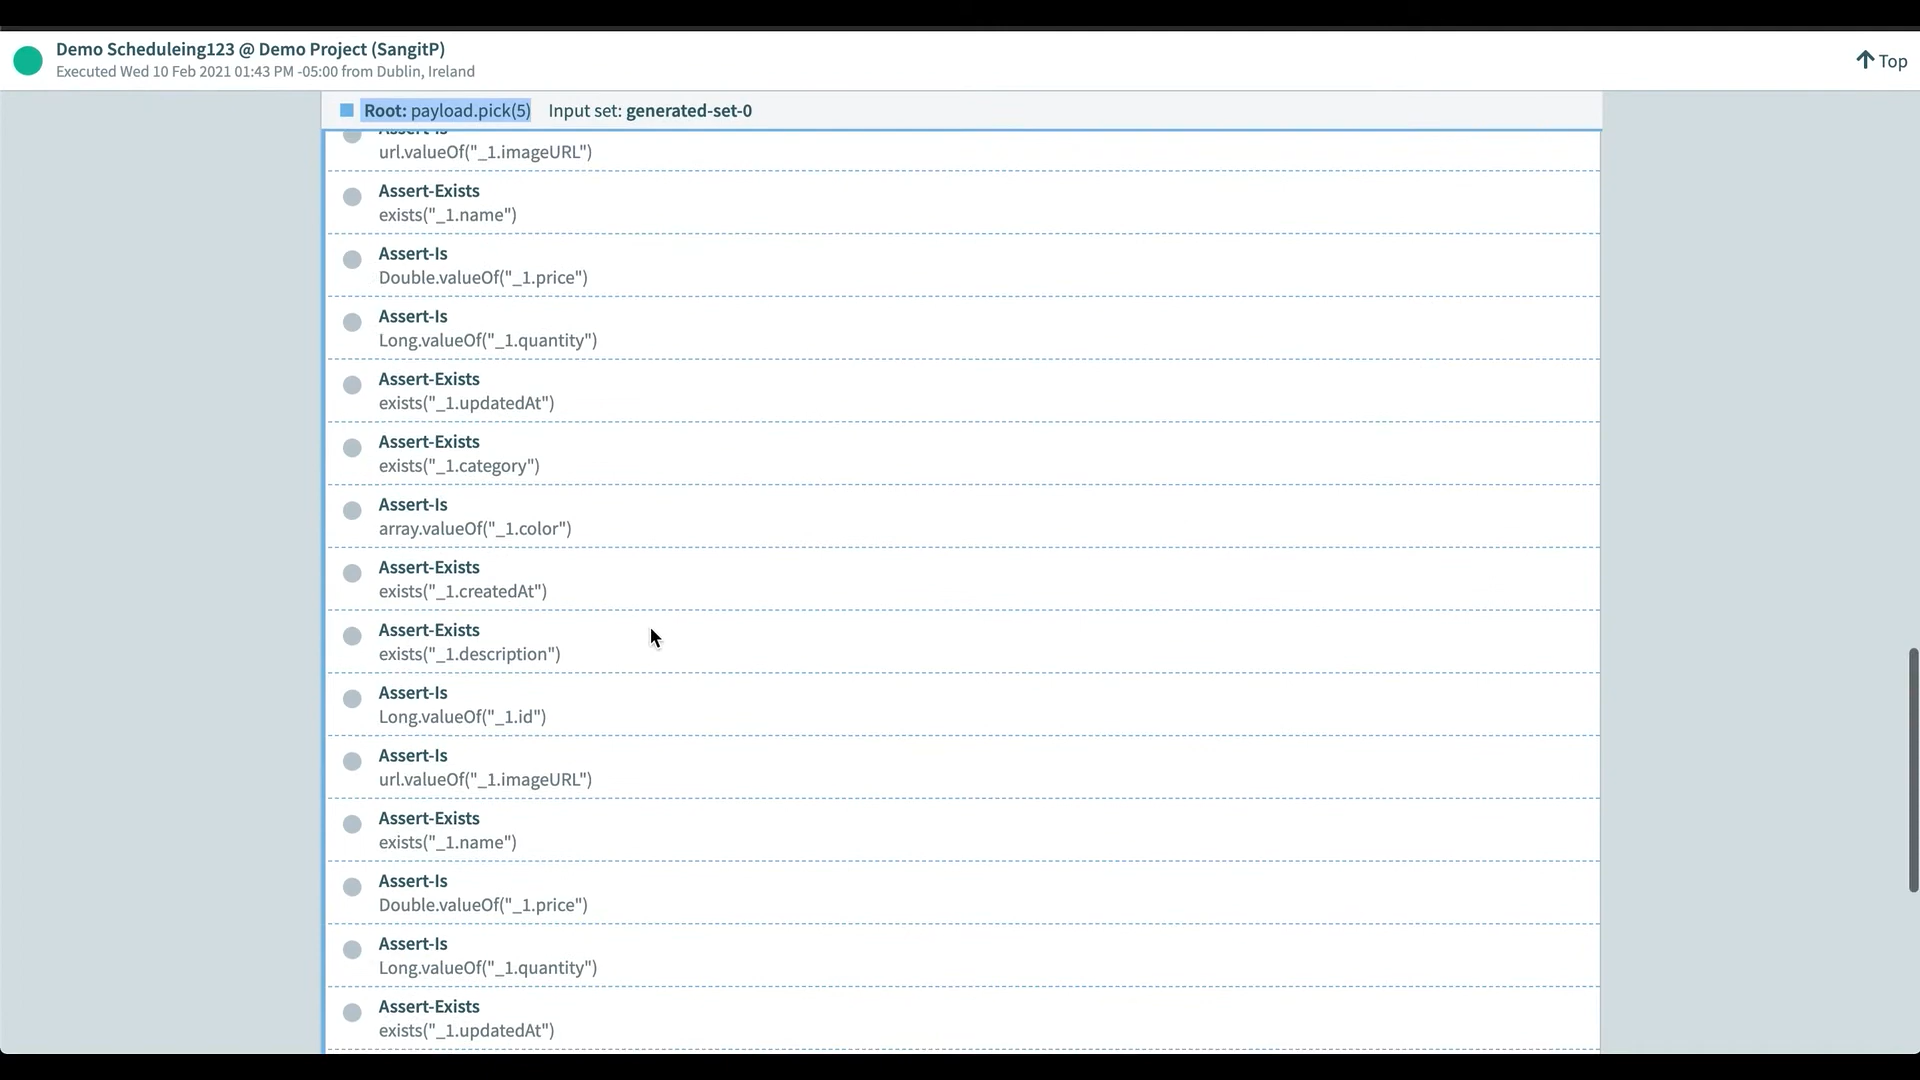 Demo Scheduleing123 @ Demo Project (SangitP)
Executed Wed 10 Feb 2021 01:43 PM -05:00 from Dublin, Ireland
Top
Root: payload.pick(5) Input set: generated-set-0
Assert-Is
url.valueOf("_1.imageURL")
Assert-Exists
exists("_1.name")
Assert-Is
Double.valueOf("_1.price")
Assert-Is
Long.valueOf("_1.quantity")
Assert-Exists
exists("_1.updatedAt")
Assert-Exists
exists("_1.category")
Assert-Is
array.valueOf("_1.color")
Assert-Exists
exists("_1.createdAt")
Assert-Exists
exists("_1.description")
Assert-Is
Long.valueOf("_1.id")
Assert-Is
url.valueOf("_1.imageURL")
Assert-Exists
exists("_1.name")
Assert-Is
Double.valueOf("_1.price")
Assert-Is
Long.valueOf("_1.quantity")
Assert-Exists
exists("_1.updatedAt")